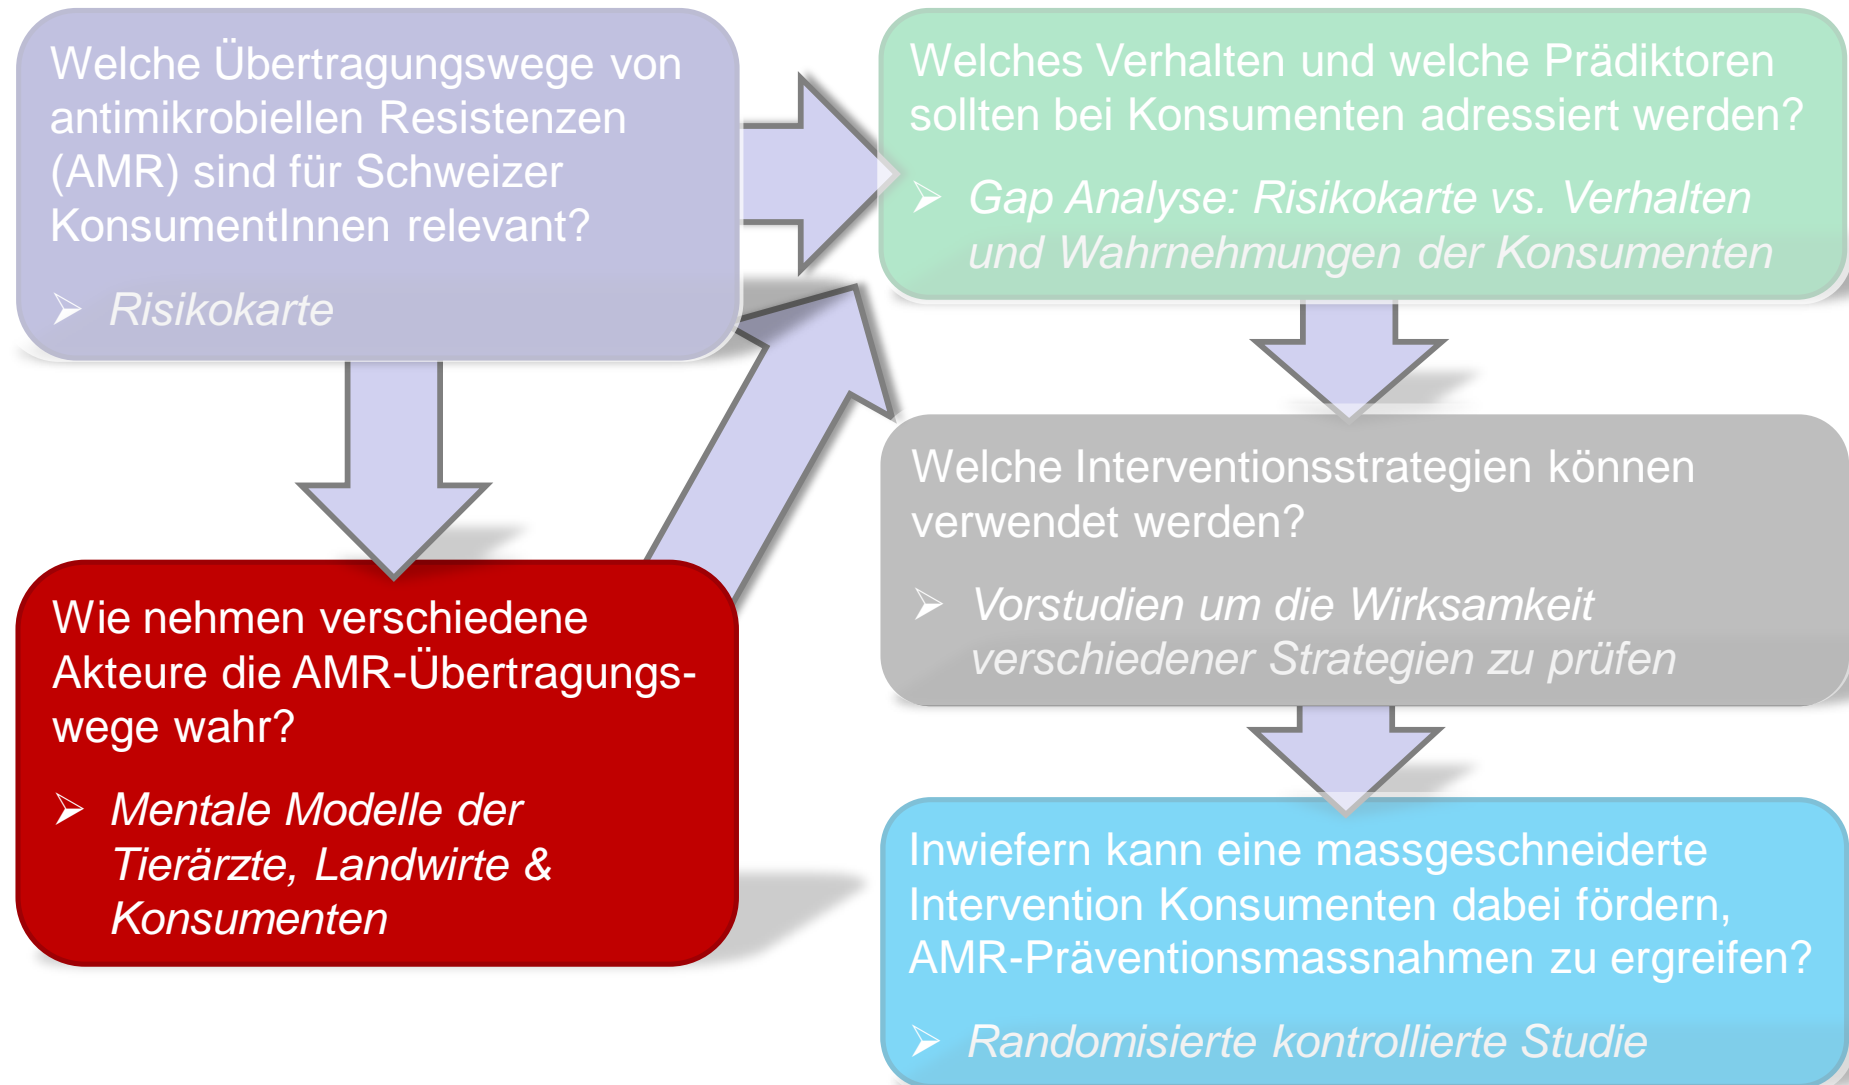 Welche Übertragungswege von
antimikrobiellen Resistenzen
(AMR) sind für Schweizer
KonsumentInnen relevant?
➢ Risikokarte
Wie nehmen verschiedene
Akteure die AMR-Übertragungs-
wege wahr?
➢ Mentale Modelle der
Tierärzte, Landwirte &
Konsumenten
Welches Verhalten und welche Prädiktoren
sollten bei Konsumenten adressiert werden?
➢ Gap Analyse: Risikokarte vs. Verhalten
und Wahrnehmungen der Konsumenten
Welche Interventionsstrategien können
verwendet werden?
➢ Vorstudien um die Wirksamkeit
verschiedener Strategien zu prüfen
Inwiefern kann eine massgeschneiderte
Intervention Konsumenten dabei fördern,
AMR-Präventionsmassnahmen zu ergreifen?
➢ Randomisierte kontrollierte Studie